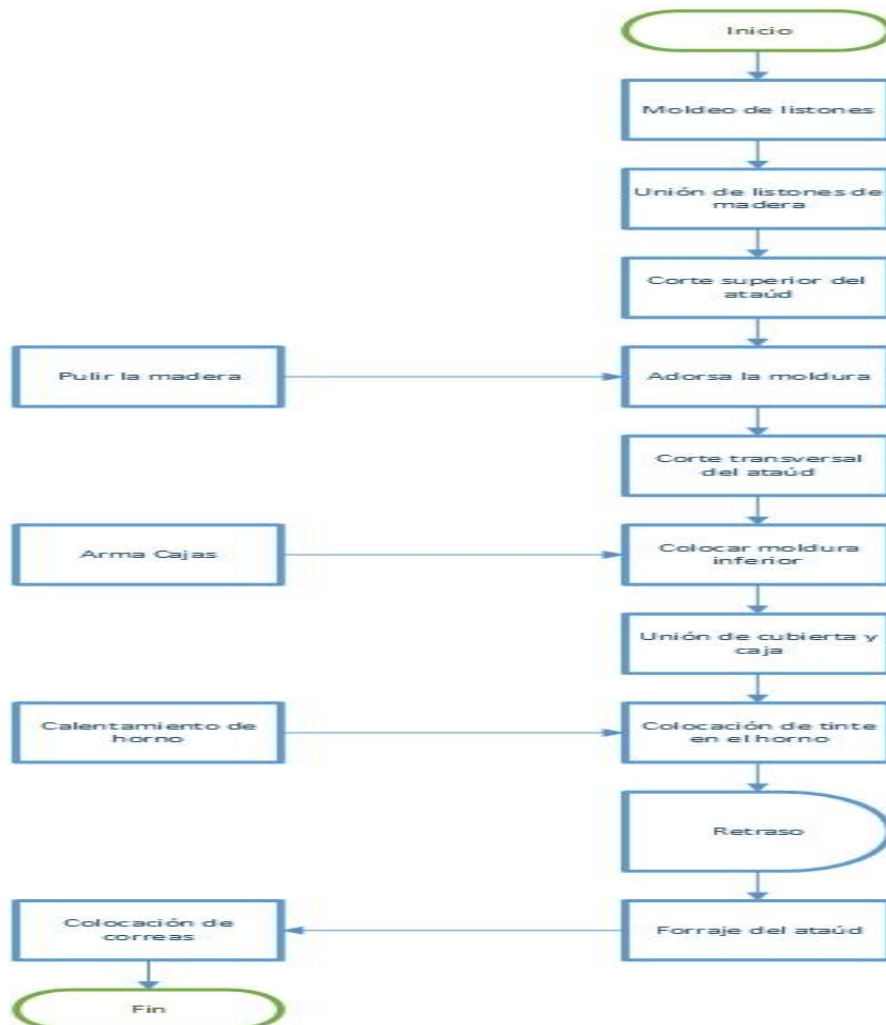 Inicio
Moldeo de listones
Unión de listones de
madera
Corte superior del
ataúd
Pulir la madera
Adorsa la moldura
Corte transversal
del ataúd
Arma Cajas
Colocar moldura
inferior
Unión de cubierta y
caja
Calentamiento de
horno
Colocación de tinte
en el horno
Retraso
Forraje del ataúd
Colocación de
correas
Fin